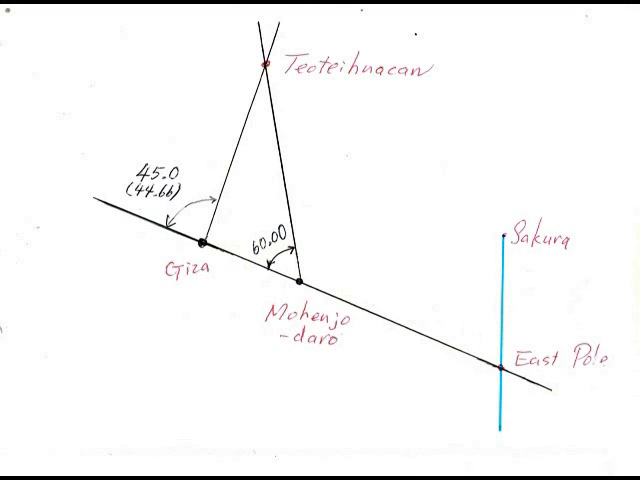 Teoteihuacan
45.0
(44.66)
60.00
Sakura
Giza
Mohenjo
-daro
East Pole